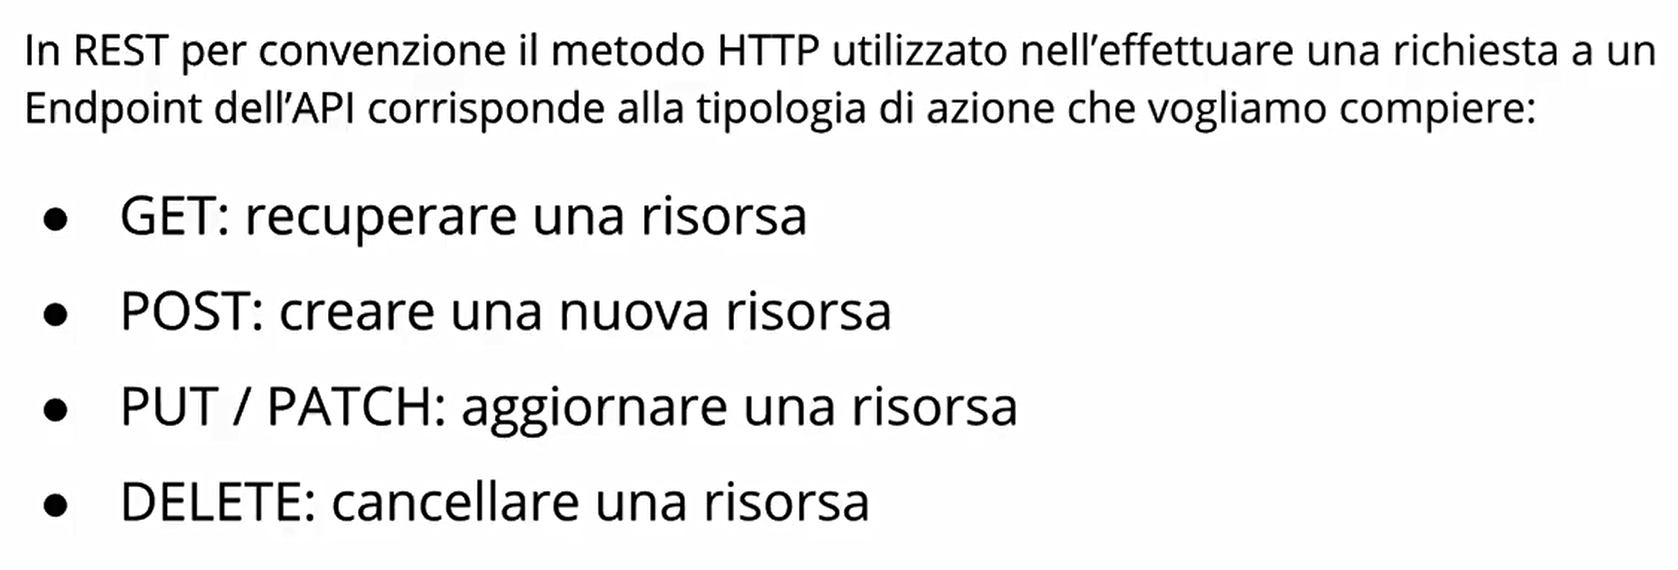 In REST per convenzione il metodo HTTP utilizzato nell’effettuare una richiesta a un
Endpoint dell’API corrisponde alla tipologia di azione che vogliamo compiere:
● GET: recuperare una risorsa
● POST: creare una nuova risorsa
● PUT / PATCH: aggiornare una risorsa
● DELETE: cancellare una risorsa